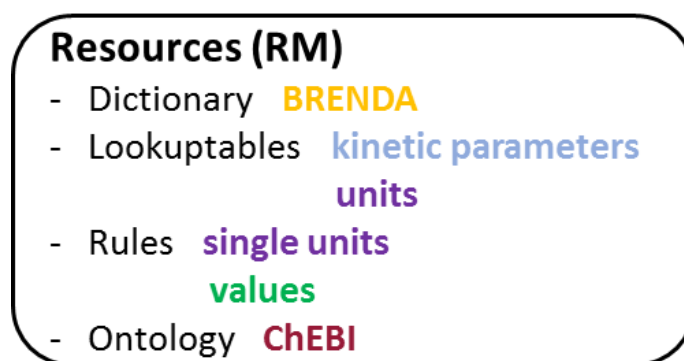 Resources (RM)
- Dictionary BRENDA
- Lookuptables kinetic parameters
units
- Rules single units
values
- Ontology ChEBI